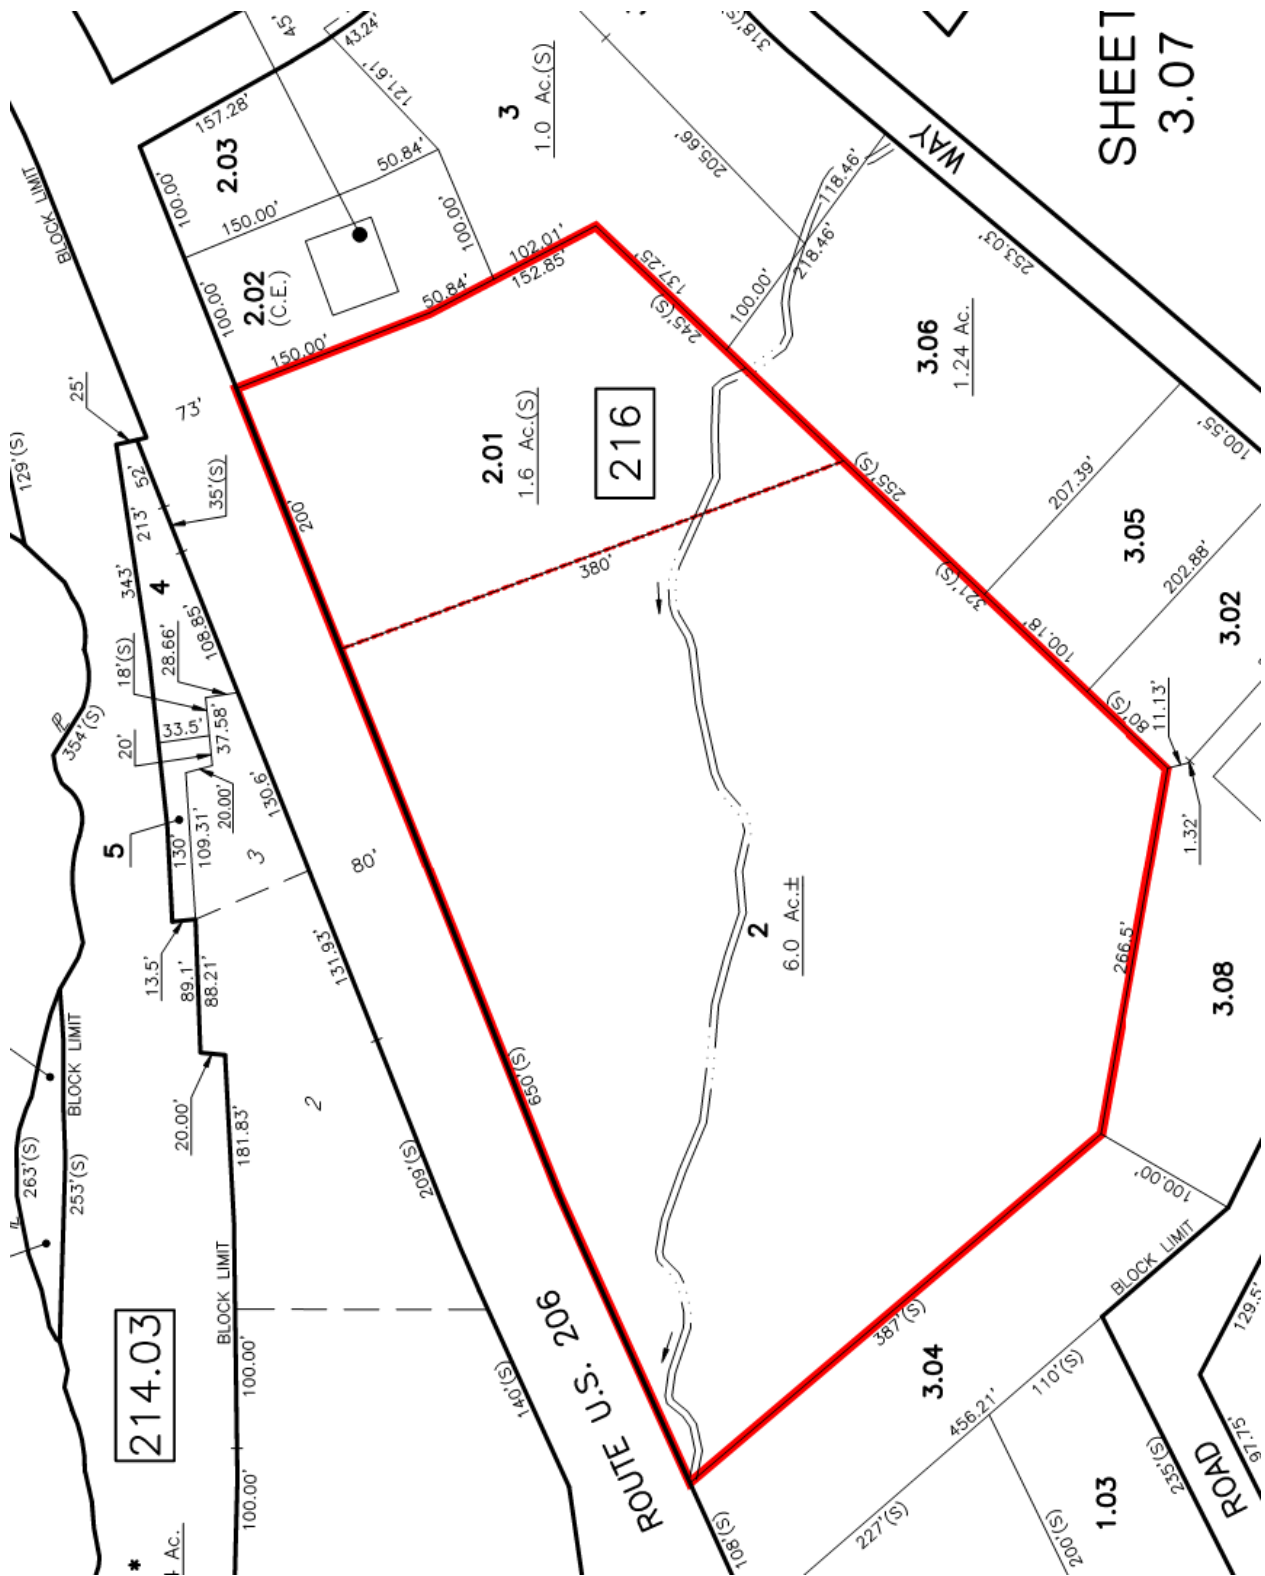 SHEET
3.07
45'
43.24'
121.61'
157.28'
2.03
50.84'
3
1.0 Ac.(S)
318'(S)
205.66'
WAY
118.46'
218.46'
253.03'
BLOCK LIMIT
100.00'
150.00'
100.00'
102.01'
152.85'
50.84'
137.25'
245'(S)
100.00'
2.02
(C.E.)
100.00'
150.00'
3.06
1.24 Ac.
25'
73'
129'(S)
52'
35'(S)
213'
2.01
1.6 Ac.(S)
216
200'
380'
255'(S)
207.39'
100.55'
343'
4
108.85'
28.66'
18'(S)
321'(S)
3.05
202.88'
3.02
100.18'
80'(S)
11.13'
1.32'
354'(S)
33.5'
37.58'
20'
20.00'
130.6'
5
130'
109.31'
3
80'
2
6.0 Ac.±
266.5'
3.08
13.5'
89.1'
88.21'
131.93'
BLOCK LIMIT
20.00'
181.83'
2
650'(S)
263'(S)
253'(S)
209'(S)
100.00'
BLOCK LIMIT
BLOCK LIMIT
214.03
100.00'
140'(S)
ROUTE U.S. 206
387'(S)
3.04
110'(S)
456.21'
129.5'
97.75'
235'(S)
ROAD
1.03
100.00'
108'(S)
227'(S)
200'(S)
*
Ac.